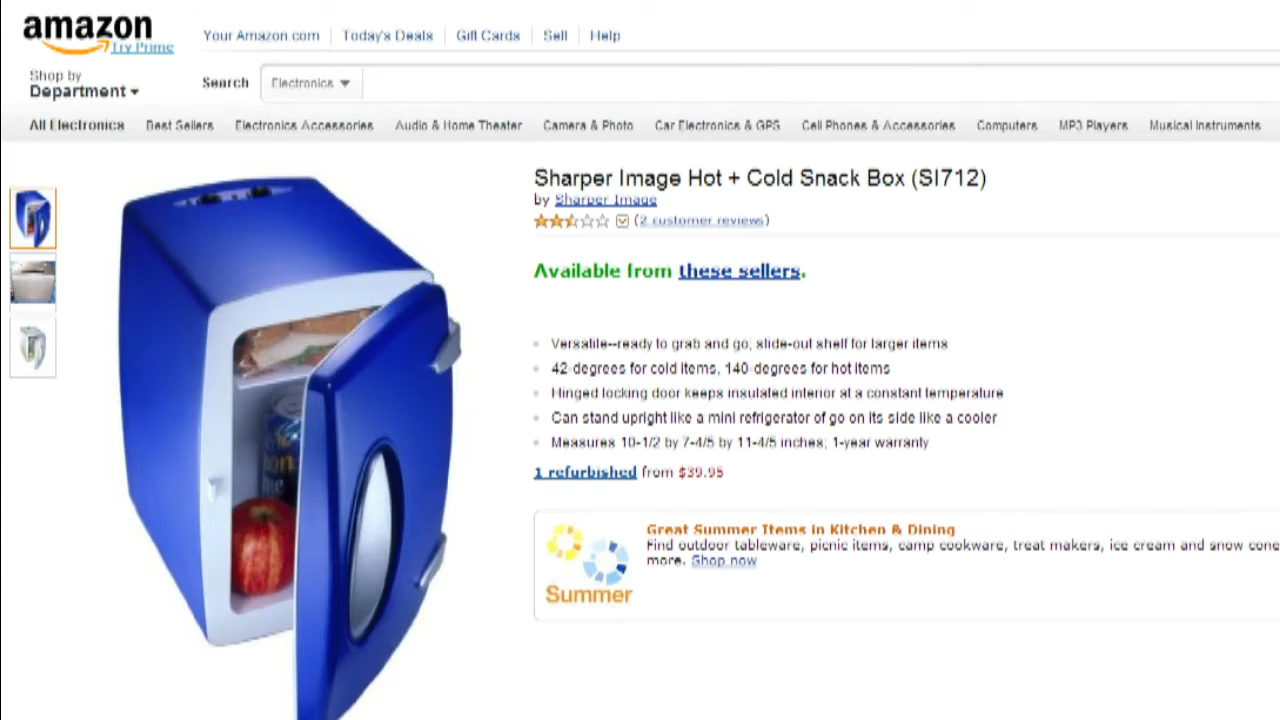 amazon
Try Prime
Your Amazon.com
Today's Deals
Gift Cards
Sell
Help
Shop by
Department
Search
Electronics
All Electronics
Best Sellers
Electronics Accessories
Audio & Home Theater
Camera & Photo
Car Electronics & GPS
Cell Phones & Accessories
Computers
MP3 Players
Musical Instruments
Sharper Image Hot + Cold Snack Box (SI712)
by Sharper Image
(2 customer reviews)
Available from these sellers.
Versatile--ready to grab and go; slide-out shelf for larger items
42-degrees for cold items, 140-degrees for hot items
Hinged locking door keeps insulated interior at a constant temperature
Can stand upright like a mini refrigerator of go on its side like a cooler
Measures 10-1/2 by 7-4/5 by 11-4/5 inches; 1-year warranty
1 refurbished from $39.95
Great Summer Items in Kitchen & Dining
Find outdoor tableware, picnic items, camp cookware, treat makers, ice cream and snow cone
more. Shop now
Summer